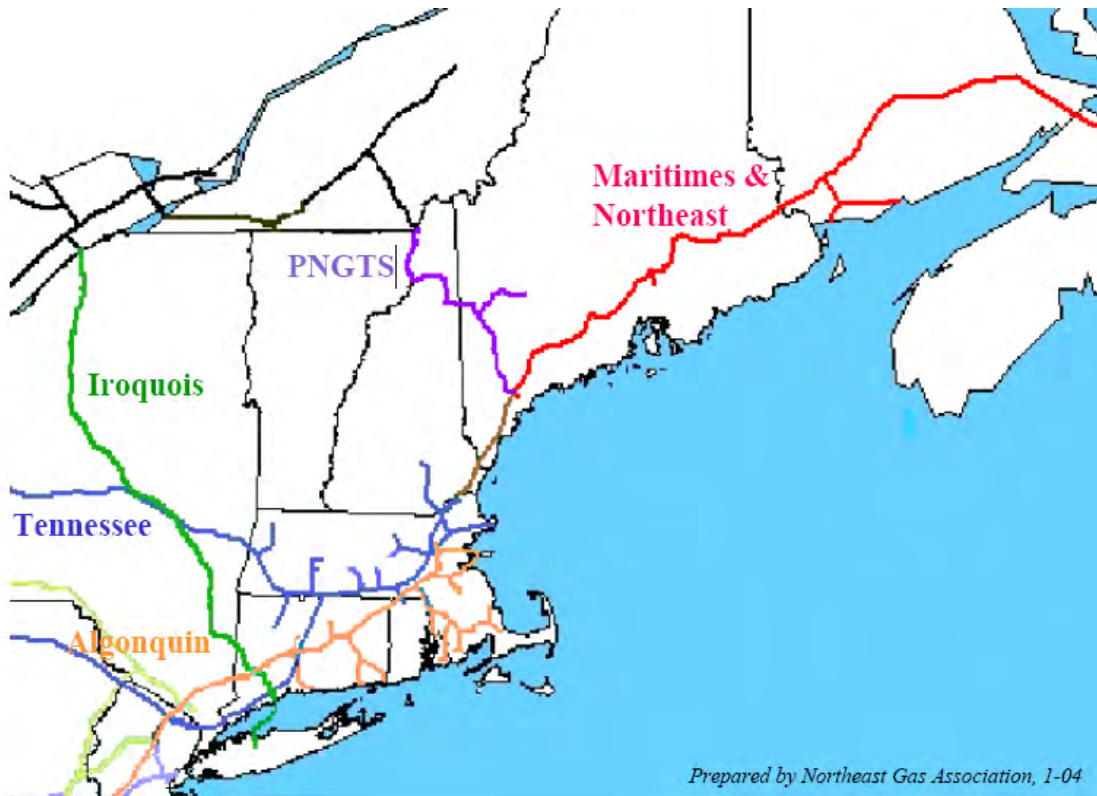 Maritimes &
Northeast
PNGTS
Iroquois
Tennessee
Algonquin
Prepared by Northeast Gas Association, 1-04